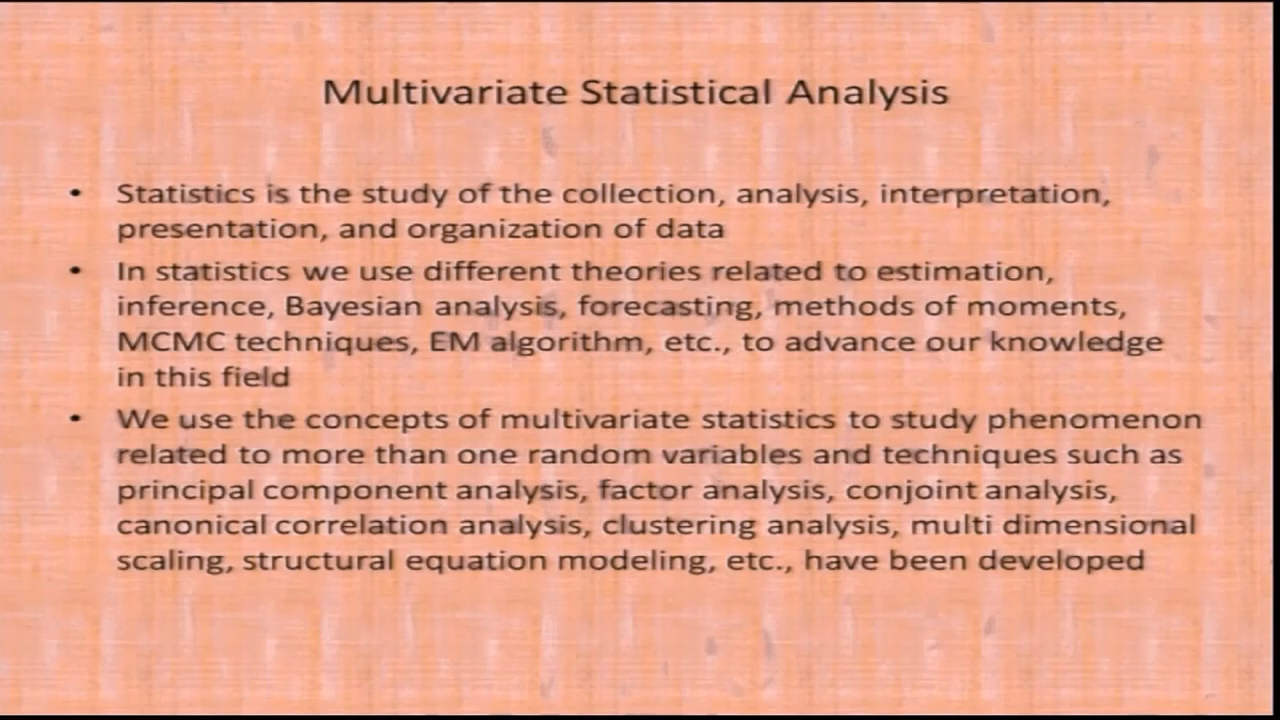 Multivariate Statistical Analysis
• Statistics is the study of the collection, analysis, interpretation,
presentation, and organization of data
• In statistics we use different theories related to estimation,
inference, Bayesian analysis, forecasting, methods of moments,
MCMC techniques, EM algorithm, etc., to advance our knowledge
in this field
• We use the concepts of multivariate statistics to study phenomenon
related to more than one random variables and techniques such as
principal component analysis, factor analysis, conjoint analysis,
canonical correlation analysis, clustering analysis, multi dimensional
scaling, structural equation modeling, etc., have been developed